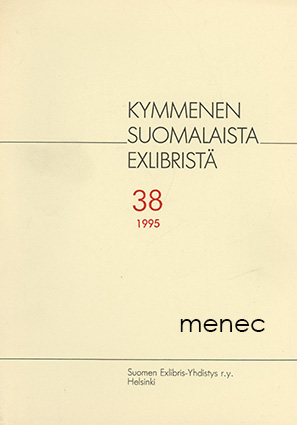 KYMMENEN
SUOMALAISTA
EXLIBRISTÄ
38
1995
menec
Suomen Exlibris-Yhdistys r.y.
Helsinki